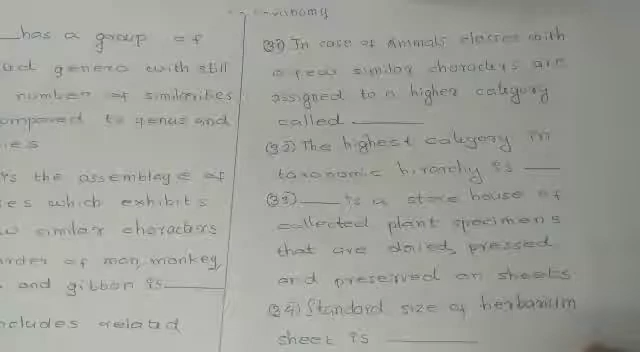 has a group of
genera with still
number of similarities
compared to genus and
is the assemblage of
which exhibits
similar characters
order of man, monkey,
and gibbon is
includes related
(31) In case of Animals classes with
a few similar characters are
assigned to a higher category
called
(32) The highest category in
taxonomic hirarchy is
(33) is a store house of
collected plant specimens
that are dried, pressed
and preserved on sheets.
(34) Standard size of herbarium
sheet is